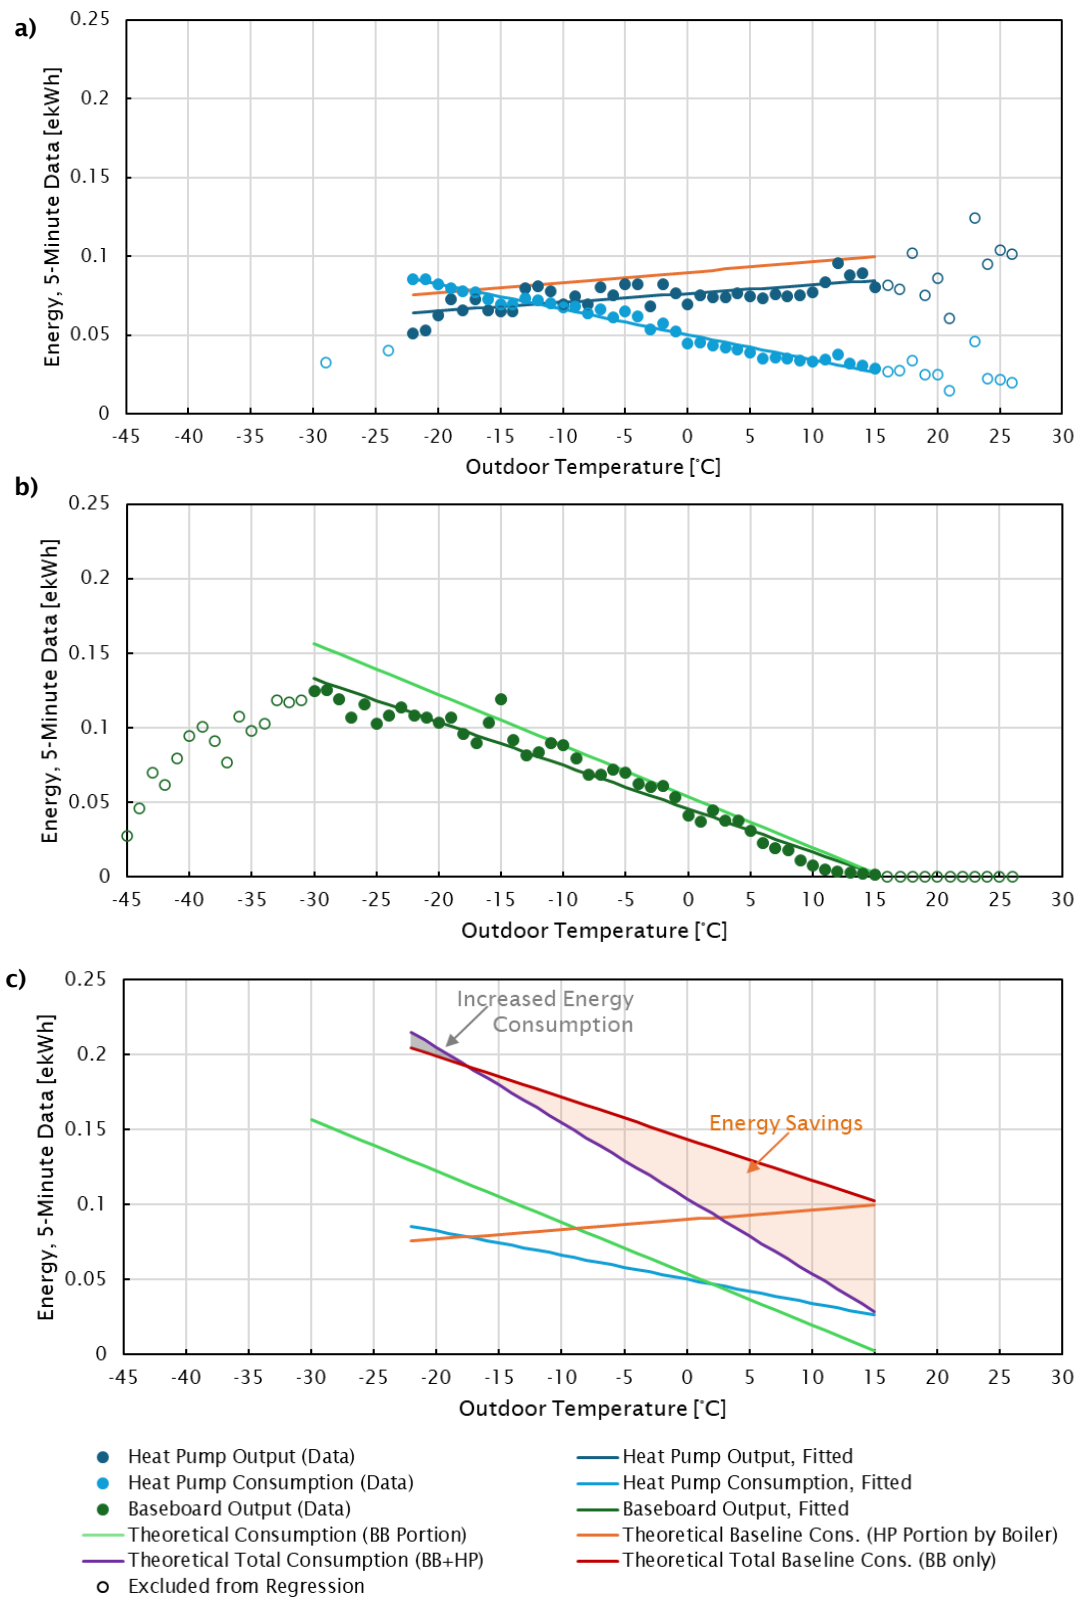 a)
0.25
0.2
0.15
0.1
0.05
0
Energy, 5-Minute Data [ekWh]
-45 -40 -35 -30 -25 -20 -15 -10 -5 0 5 10 15 20 25 30
Outdoor Temperature [°C]
b)
0.25
0.2
0.15
0.1
0.05
0
Energy, 5-Minute Data [ekWh]
-45 -40 -35 -30 -25 -20 -15 -10 -5 0 5 10 15 20 25 30
Outdoor Temperature [°C]
c)
0.25
0.2
0.15
0.1
0.05
0
Energy, 5-Minute Data [ekWh]
Increased Energy
Consumption
Energy Savings
-45 -40 -35 -30 -25 -20 -15 -10 -5 0 5 10 15 20 25 30
Outdoor Temperature [°C]
Heat Pump Output (Data) Heat Pump Output, Fitted
Heat Pump Consumption (Data) Heat Pump Consumption, Fitted
Baseboard Output (Data) Baseboard Output, Fitted
Theoretical Consumption (BB Portion) Theoretical Baseline Cons. (HP Portion by Boiler)
Theoretical Total Consumption (BB+HP) Theoretical Total Baseline Cons. (BB only)
Excluded from Regression